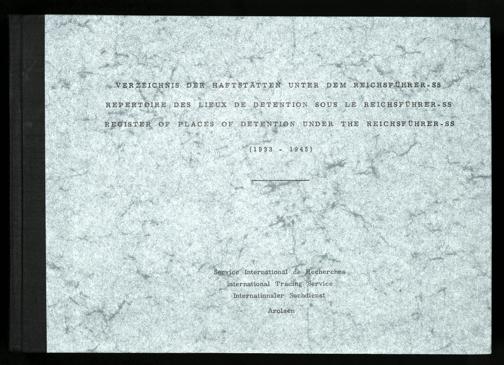 VERZEICHNIS DER HAFTSTÄTTEN UNTER DEM REICHSFÜHRER-SS
REPERTOIRE DES LIEUX DE DETENTION SOUS LE REICHSFÜHRER-SS
REGISTER OF PLACES OF DETENTION UNDER THE REICHSFÜHRER-SS
(1933 - 1945)
Service International de Recherches
International Tracing Service
Internationaler Suchdienst
Arolsen